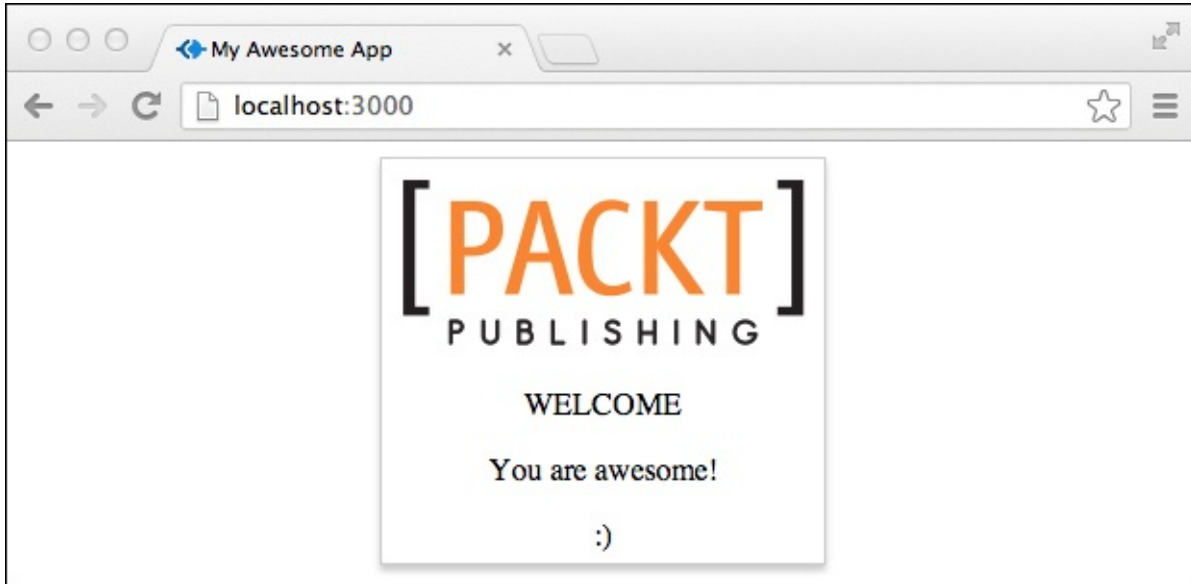 My Awesome App
localhost:3000
[PACKT]
PUBLISHING
WELCOME
You are awesome!
:)